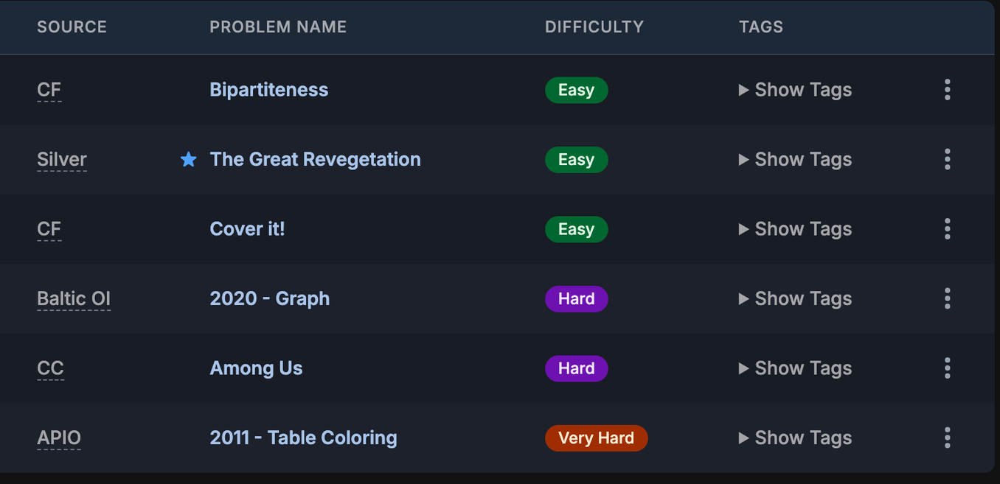 SOURCE PROBLEM NAME DIFFICULTY TAGS
CF Bipartiteness Easy Show Tags
Silver The Great Revegetation Easy Show Tags
CF Cover it! Easy Show Tags
Baltic OI 2020 - Graph Hard Show Tags
CC Among Us Hard Show Tags
APIO 2011 - Table Coloring Very Hard Show Tags